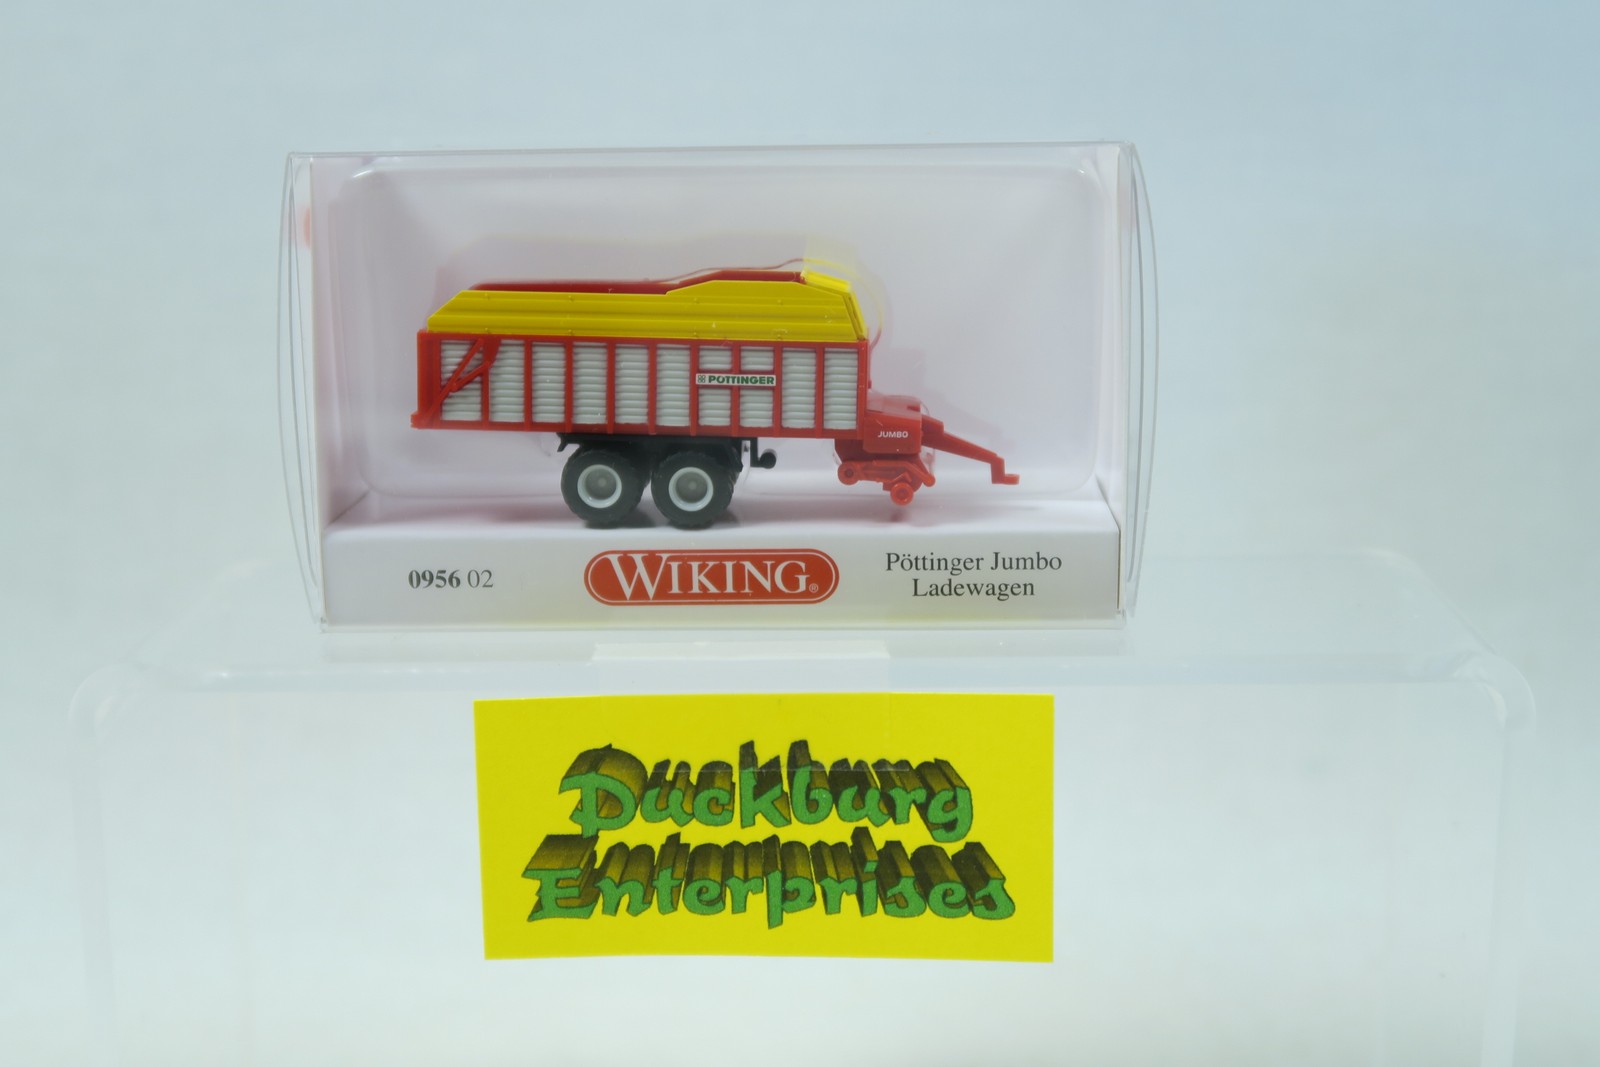 PÖTTINGER
JUMBO
0956 02
WIKING®
Pöttinger Jumbo
Ladewagen
Duckburg
Enterprises